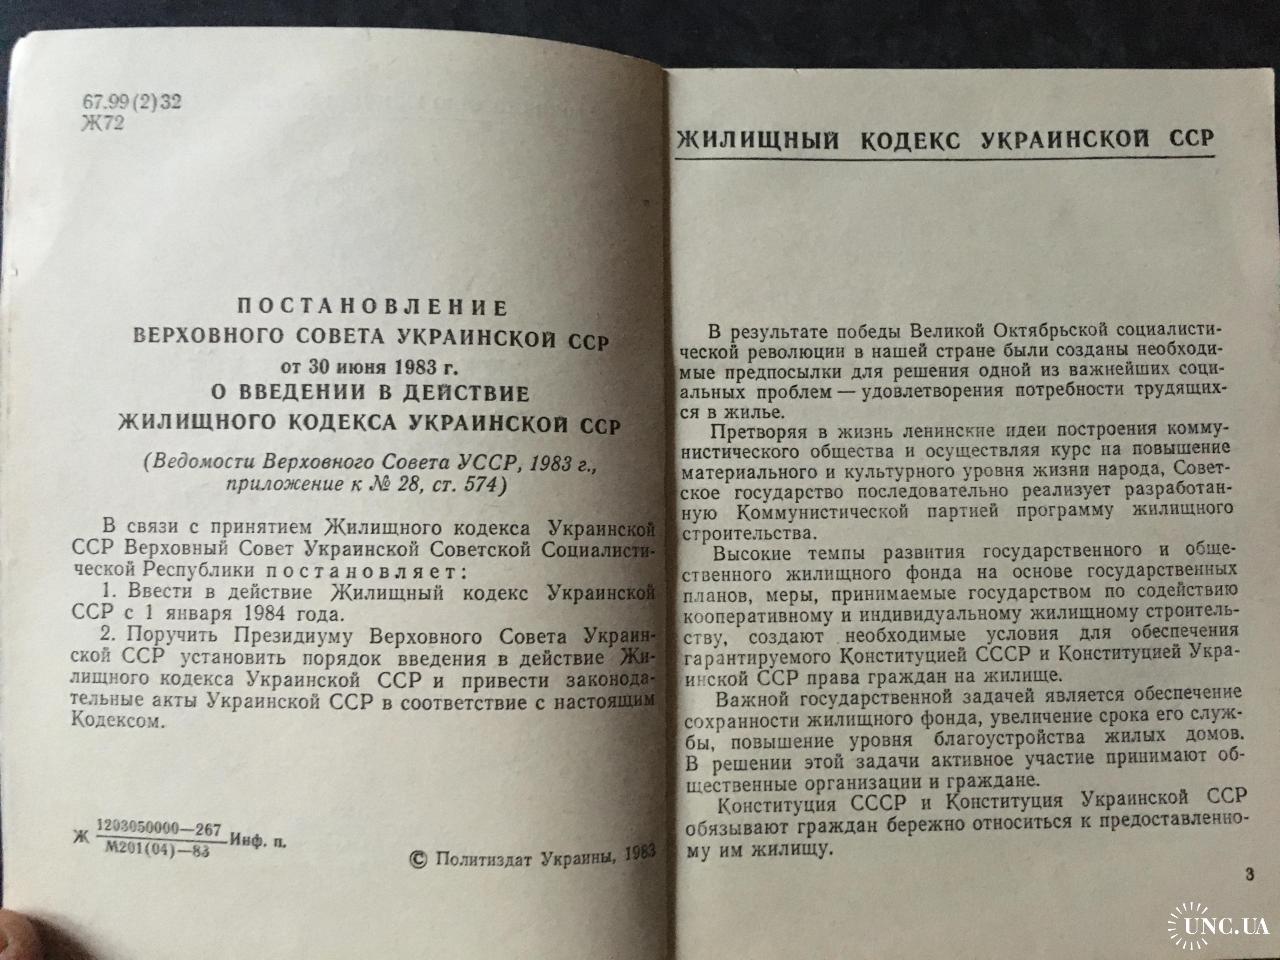 67.99(2)32
Ж72
ПОСТАНОВЛЕНИЕ
ВЕРХОВНОГО СОВЕТА УКРАИНСКОЙ ССР
от 30 июня 1983 г.
О ВВЕДЕНИИ В ДЕЙСТВИЕ
ЖИЛИЩНОГО КОДЕКСА УКРАИНСКОЙ ССР
(Ведомости Верховного Совета УССР, 1983 г.,
приложение к № 28, ст. 574)
В связи с принятием Жилищного кодекса Украинской
ССР Верховный Совет Украинской Советской Социалисти-
ческой Республики постановляет:
1. Ввести в действие Жилищный кодекс Украинской
ССР с 1 января 1984 года.
2. Поручить Президиуму Верховного Совета Украин-
ской ССР установить порядок введения в действие Жи-
лищного кодекса Украинской ССР и привести законода-
тельные акты Украинской ССР в соответствие с настоящим
Кодексом.
Ж 1203050000—267
М201(04)—83 Инф. п.
© Политиздат Украины, 1983
ЖИЛИЩНЫЙ КОДЕКС УКРАИНСКОЙ ССР
В результате победы Великой Октябрьской социалисти-
ческой революции в нашей стране были созданы необходи-
мые предпосылки для решения одной из важнейших соци-
альных проблем — удовлетворения потребности трудящих-
ся в жилье.
Претворяя в жизнь ленинские идеи построения комму-
нистического общества и осуществляя курс на повышение
материального и культурного уровня жизни народа, Совет-
ское государство последовательно реализует разработан-
ную Коммунистической партией программу жилищного
строительства.
Высокие темпы развития государственного и обще-
ственного жилищного фонда на основе государственных
планов, меры, принимаемые государством по содействию
кооперативному и индивидуальному жилищному строитель-
ству, создают необходимые условия для обеспечения
гарантируемого Конституцией СССР и Конституцией Укра-
инской ССР права граждан на жилище.
Важной государственной задачей является обеспечение
сохранности жилищного фонда, увеличение срока его служ-
бы, повышение уровня благоустройства жилых домов.
В решении этой задачи активное участие принимают об-
щественные организации и граждане.
Конституция СССР и Конституция Украинской ССР
обязывают граждан бережно относиться к предоставленно-
му им жилищу.
3
UNC.UA